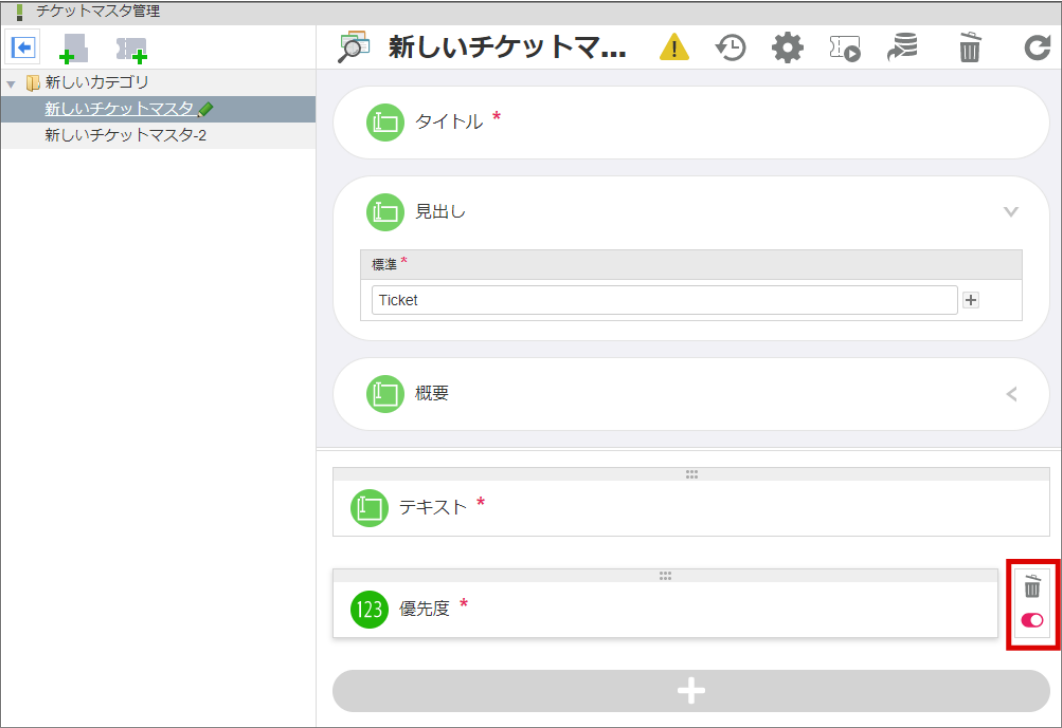 チケットマスタ管理
新しいチケットマ...
新しいカテゴリ
新しいチケットマスタ
新しいチケットマスタ-2
タイトル *
見出し
標準 *
Ticket
概要
テキスト *
123 優先度 *